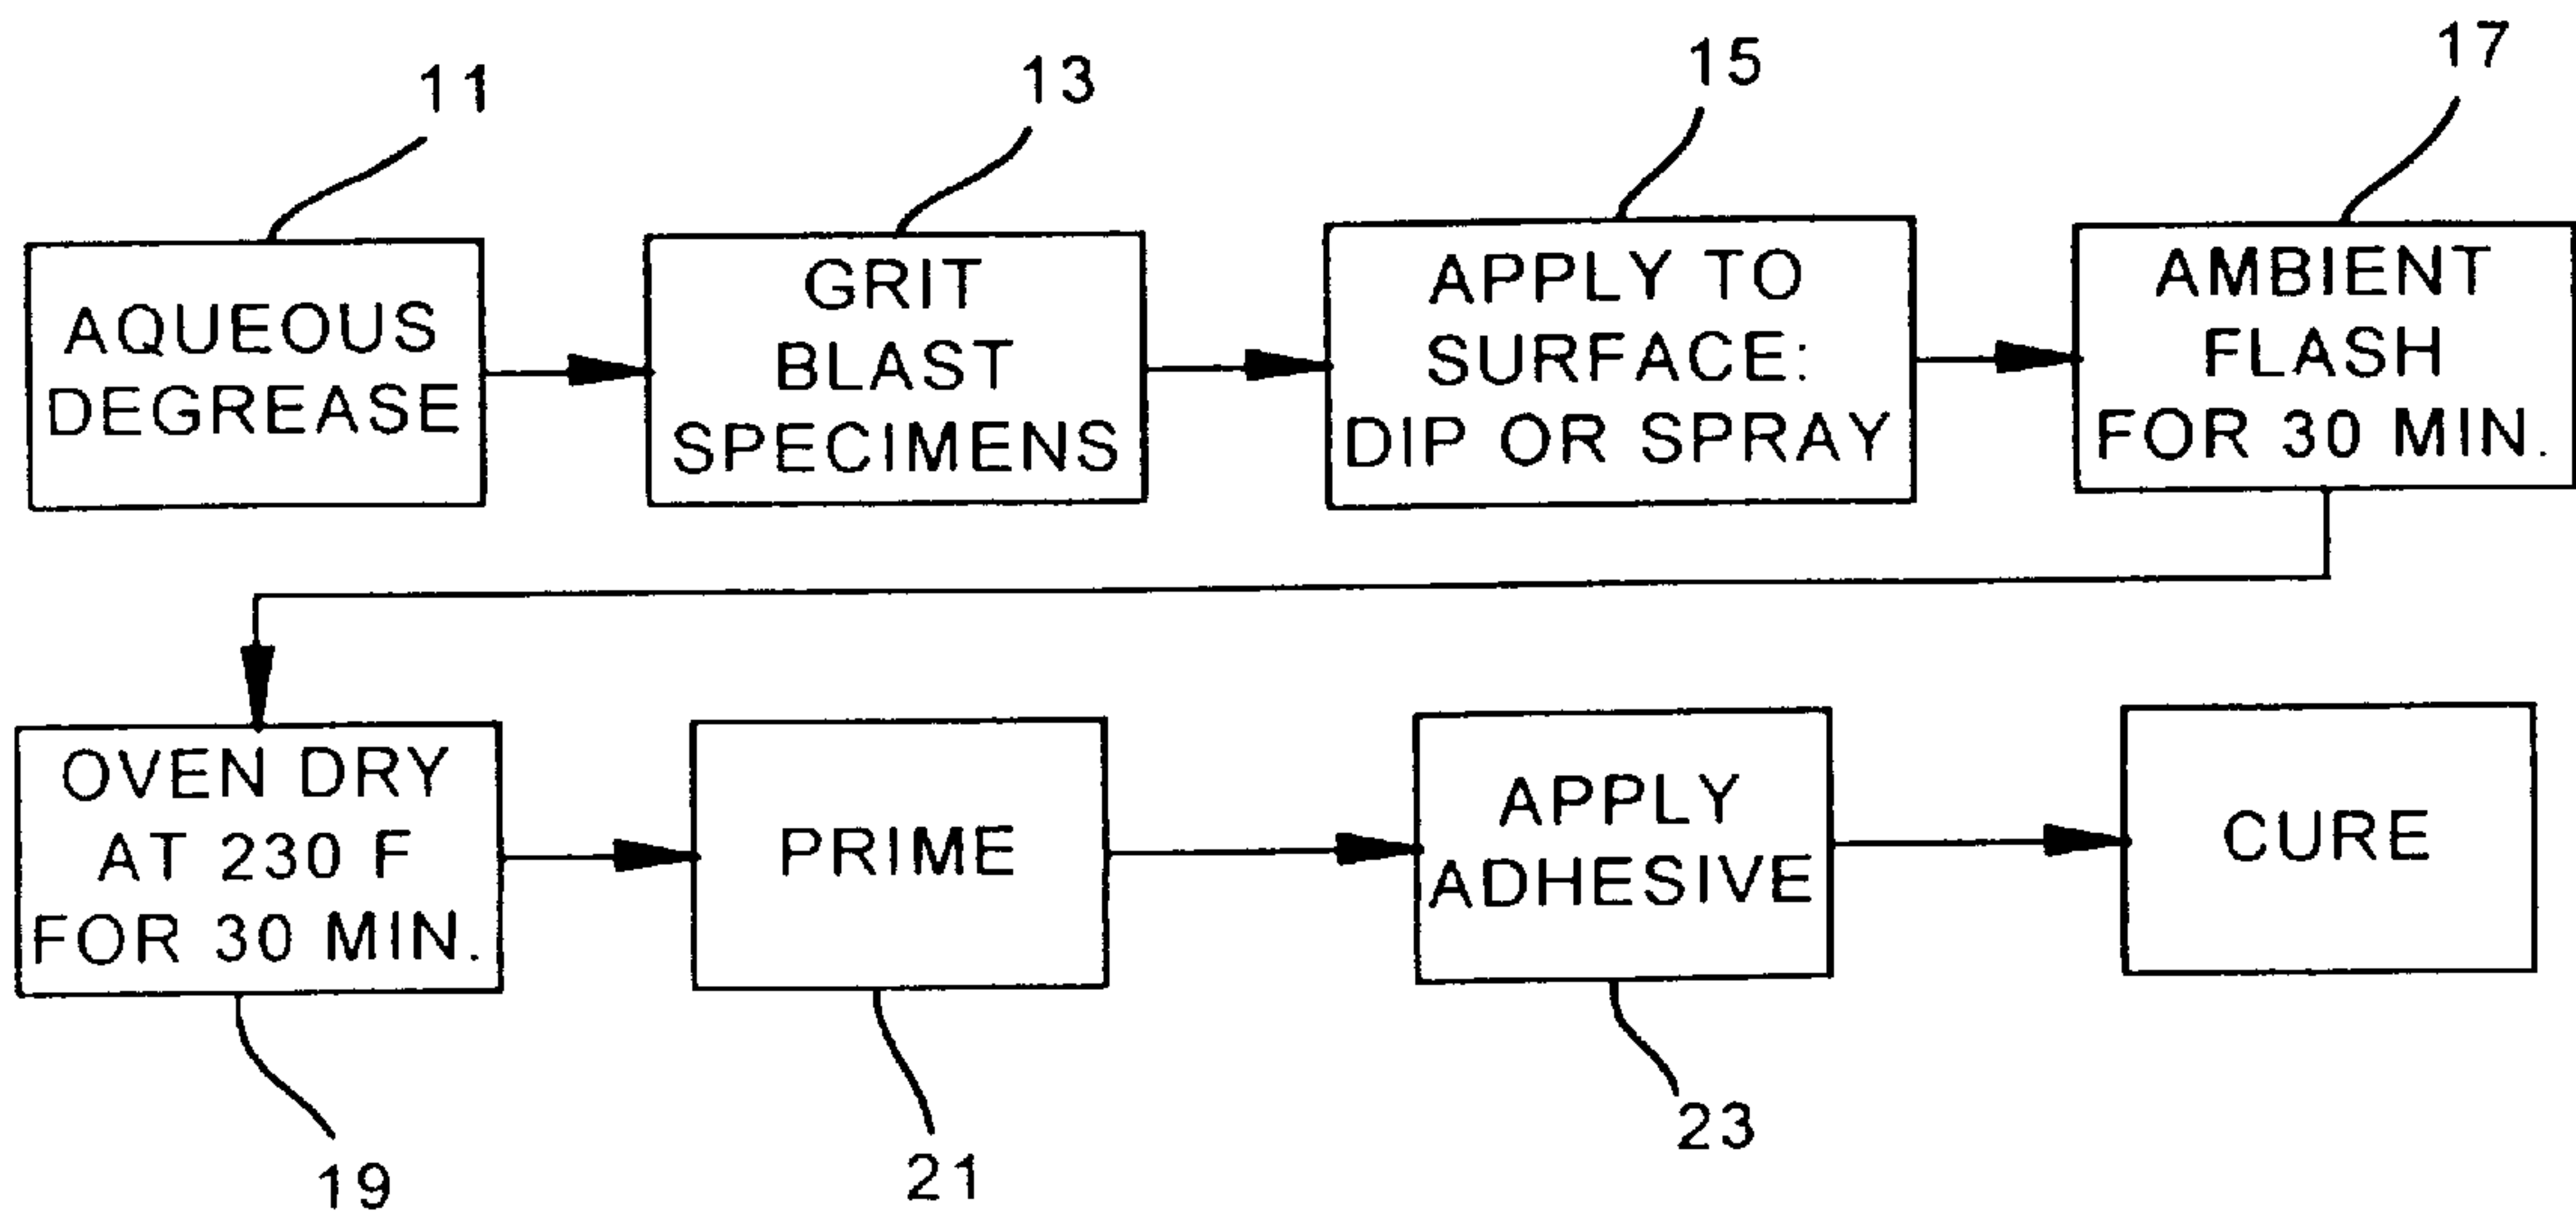 11
13
15
17
AQUEOUS
DEGREASE
GRIT
BLAST
SPECIMENS
APPLY TO
SURFACE:
DIP OR SPRAY
AMBIENT
FLASH
FOR 30 MIN.
OVEN DRY
AT 230 F
FOR 30 MIN.
PRIME
APPLY
ADHESIVE
CURE
19
21
23